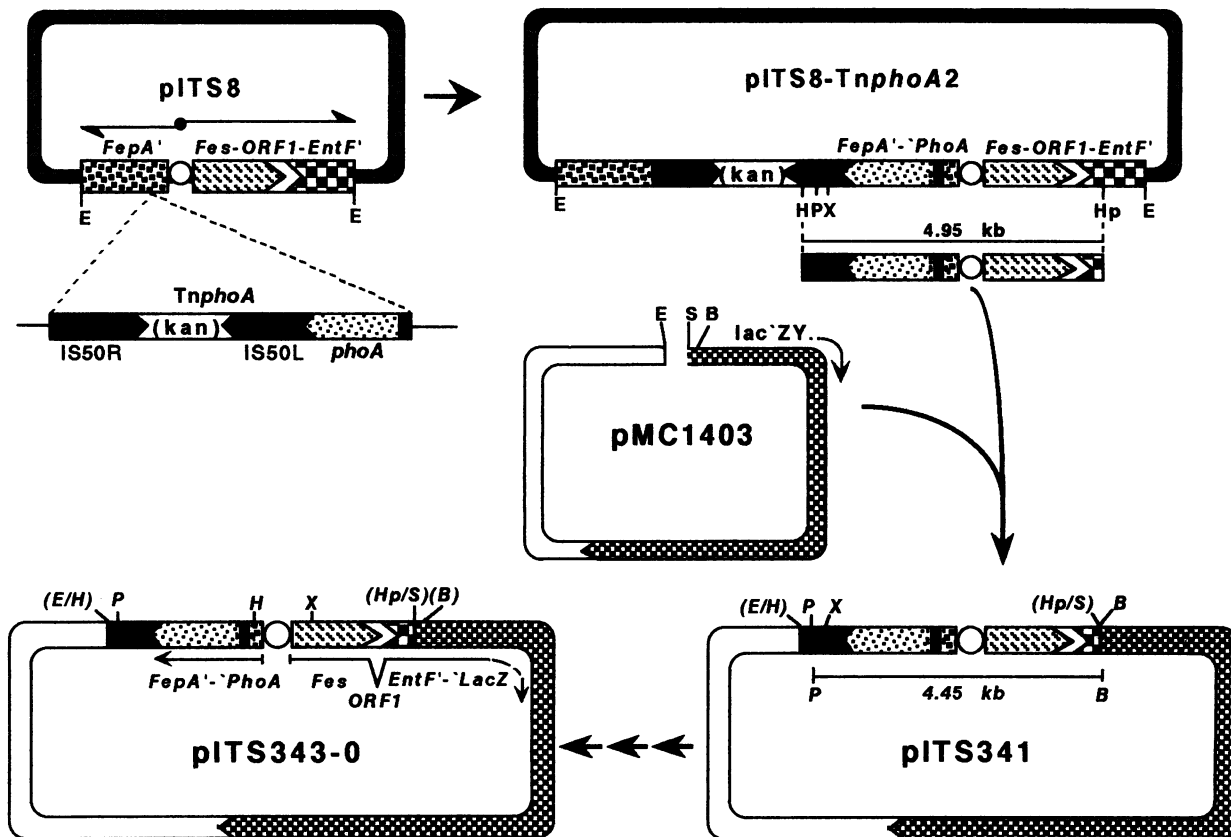 pITS8
FepA' Fes-ORF1-EntF'
E E
TnphoA
(kan)
IS50R IS50L phoA
pITS8-TnphoA2
FepA'-`PhoA Fes-ORF1-EntF'
(kan)
E HPX Hp E
4.95 kb
E S B lac`ZY.
pMC1403
(E/H) P H X (Hp/S)(B)
FepA'-`PhoA Fes EntF'-`LacZ
ORF1
pITS343-0
(E/H) P X (Hp/S) B
P 4.45 kb B
pITS341